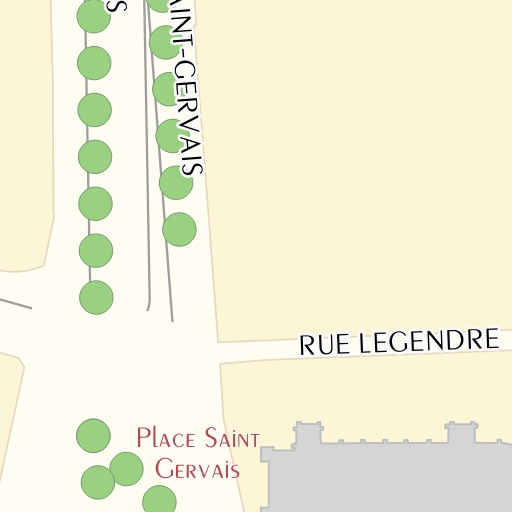 S
AINT-GERVAIS
RUE LEGENDRE
Place Saint
Gervais